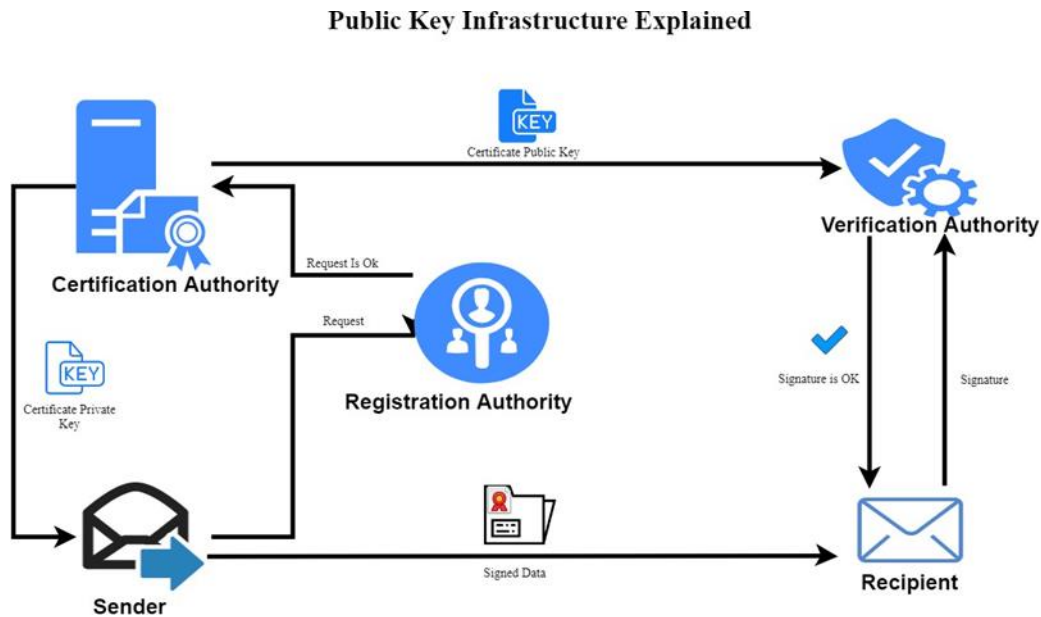 Public Key Infrastructure Explained
KEY
Certificate Public Key
Verification Authority
Certification Authority
Request Is Ok
Request
Registration Authority
KEY
Certificate Private
Key
Signature is OK
Signature
Signed Data
Sender
Recipient